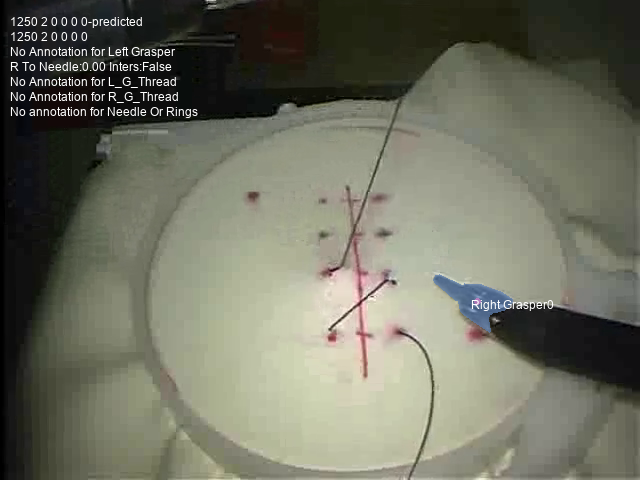 1250 2 0 0 0 0-predicted
1250 2 0 0 0 0
No Annotation for Left Grasper
R To Needle:0.00 Inters:False
No Annotation for L_G_Thread
No Annotation for R_G_Thread
No annotation for Needle Or Rings
Right Grasper0